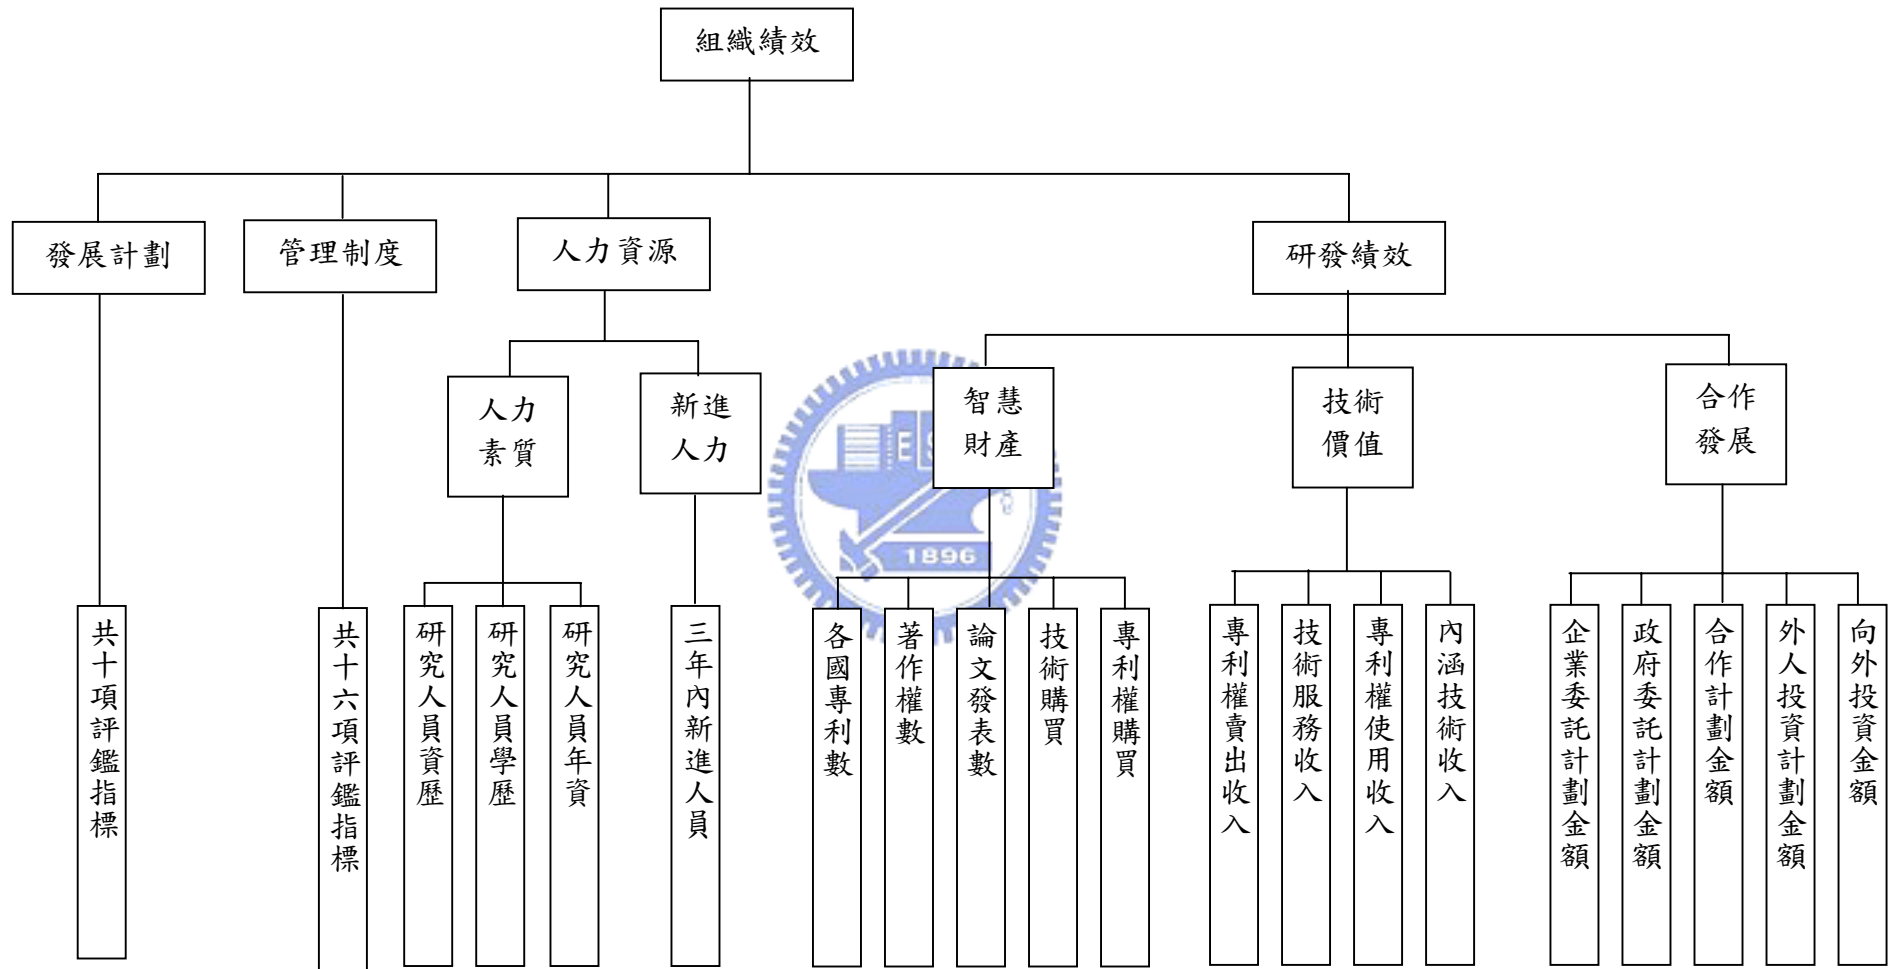 組織績效
發展計劃
管理制度
人力資源
研發績效
人力
素質
新進
人力
智慧
財產
技術
價值
合作
發展
共十項評鑑指標
共十六項評鑑指標
研究人員資歷
研究人員學歷
研究人員年資
三年內新進人員
各國專利數
著作權數
論文發表數
技術購買
專利權購買
專利權賣出收入
技術服務收入
專利權使用收入
內涵技術收入
企業委託計劃金額
政府委託計劃金額
合作計劃金額
外人投資計劃金額
向外投資金額
ES
1896